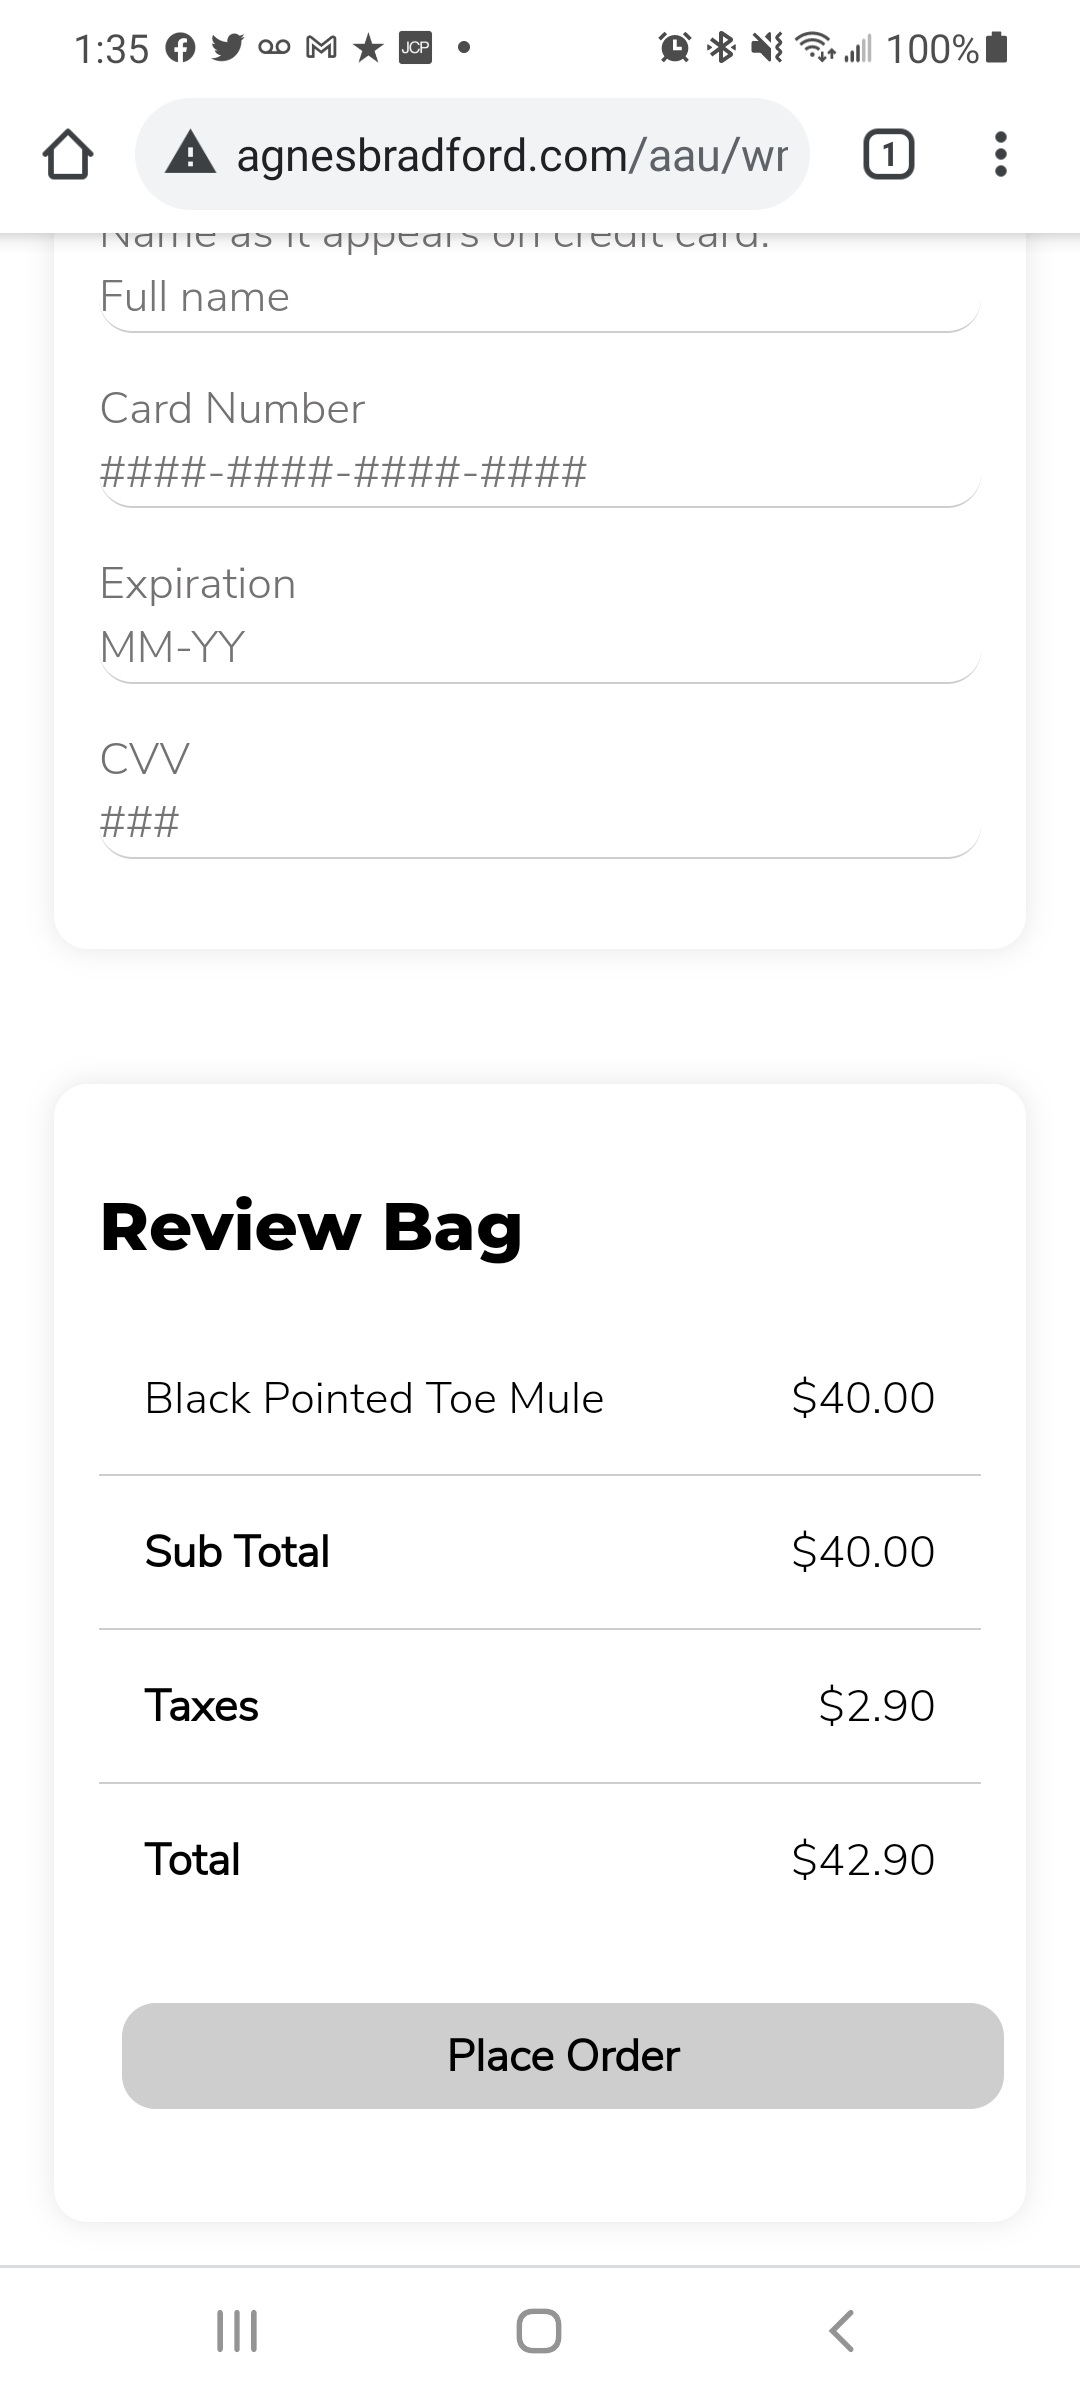 1:35 JCP 100%
agnesbradford.com/aau/wr 1
Name as it appears on credit card.
Full name
Card Number
####-####-####-####
Expiration
MM-YY
CVV
###
Review Bag
Black Pointed Toe Mule $40.00
Sub Total $40.00
Taxes $2.90
Total $42.90
Place Order